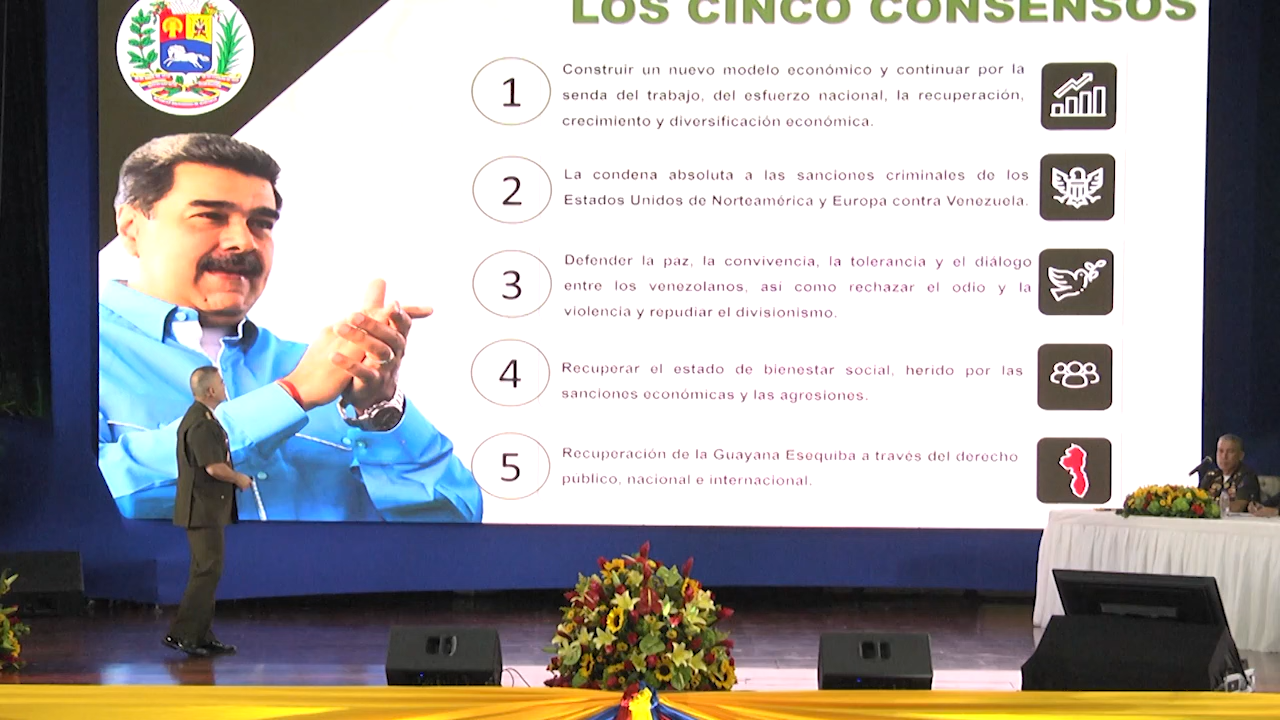 LOS CINCO CONSENSOS
1
Construir un nuevo modelo económico y continuar por la
senda del trabajo, del esfuerzo nacional, la recuperación,
crecimiento y diversificación económica.
2
La condena absoluta a las sanciones criminales de los
Estados Unidos de Norteamérica y Europa contra Venezuela.
3
Defender la paz, la convivencia, la tolerancia y el diálogo
entre los venezolanos, así como rechazar el odio y la
violencia y repudiar el divisionismo.
4
Recuperar el estado de bienestar social, herido por las
sanciones económicas y las agresiones.
5
Recuperación de la Guayana Esequiba a través del derecho
público, nacional e internacional.